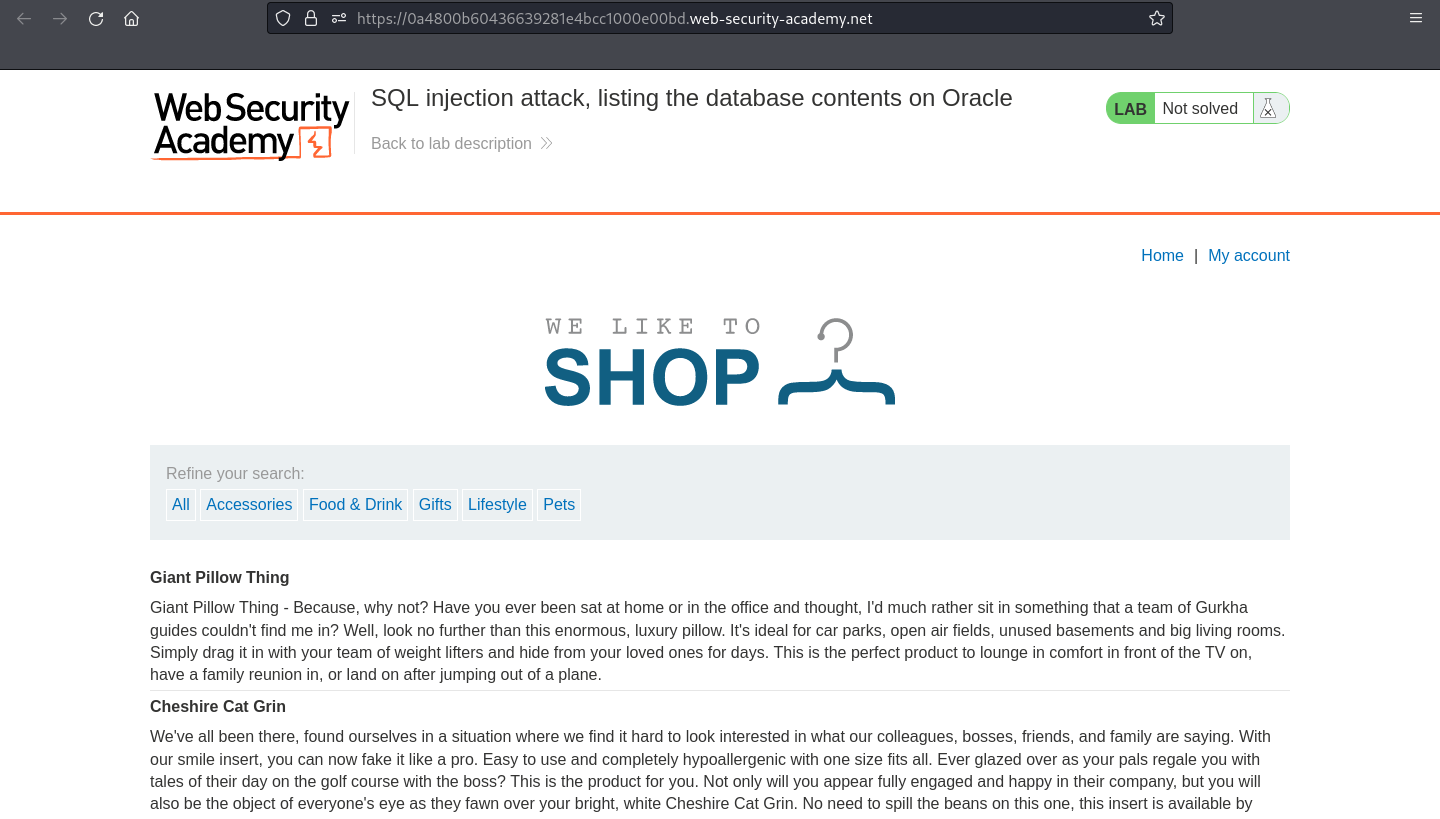 https://0a4800b60436639281e4bcc1000e00bd.web-security-academy.net
Web Security
Academy
SQL injection attack, listing the database contents on Oracle
Back to lab description
LAB Not solved
Home | My account
WE LIKE TO
SHOP
Refine your search:
All Accessories Food & Drink Gifts Lifestyle Pets
Giant Pillow Thing
Giant Pillow Thing - Because, why not? Have you ever been sat at home or in the office and thought, I'd much rather sit in something that a team of Gurkha
guides couldn't find me in? Well, look no further than this enormous, luxury pillow. It's ideal for car parks, open air fields, unused basements and big living rooms.
Simply drag it in with your team of weight lifters and hide from your loved ones for days. This is the perfect product to lounge in comfort in front of the TV on,
have a family reunion in, or land on after jumping out of a plane.
Cheshire Cat Grin
We've all been there, found ourselves in a situation where we find it hard to look interested in what our colleagues, bosses, friends, and family are saying. With
our smile insert, you can now fake it like a pro. Easy to use and completely hypoallergenic with one size fits all. Ever glazed over as your pals regale you with
tales of their day on the golf course with the boss? This is the product for you. Not only will you appear fully engaged and happy in their company, but you will
also be the object of everyone's eye as they fawn over your bright, white Cheshire Cat Grin. No need to spill the beans on this one, this insert is available by